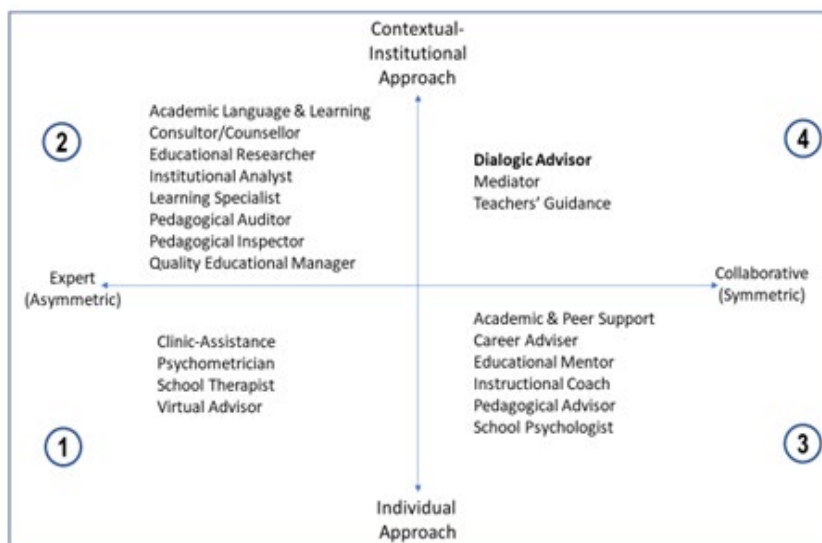 Contextual-
Institutional
Approach
2
Academic Language & Learning
Consultor/Counsellor
Educational Researcher
Institutional Analyst
Learning Specialist
Pedagogical Auditor
Pedagogical Inspector
Quality Educational Manager
4
Dialogic Advisor
Mediator
Teachers' Guidance
Expert
(Asymmetric)
Collaborative
(Symmetric)
Clinic-Assistance
Psychometrician
School Therapist
Virtual Advisor
1
Academic & Peer Support
Career Adviser
Educational Mentor
Instructional Coach
Pedagogical Advisor
School Psychologist
3
Individual
Approach